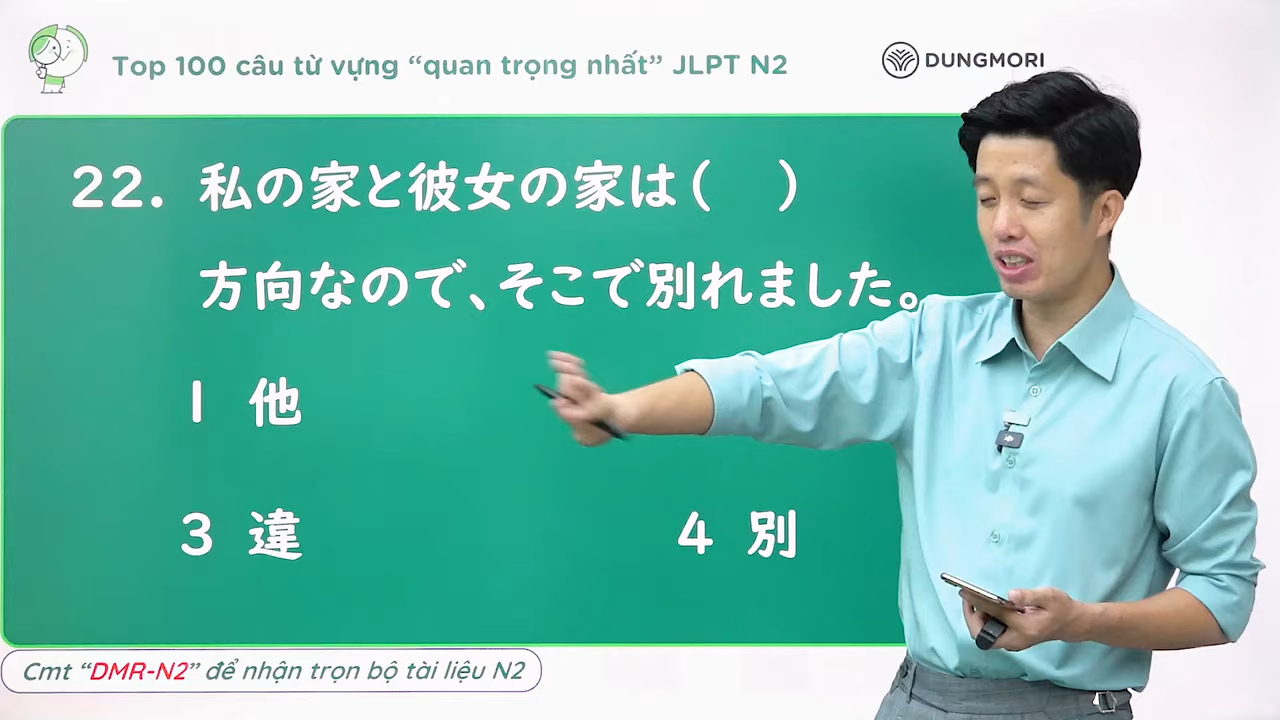 Top 100 câu từ vựng “quan trọng nhất” JLPT N2
DUNGMORI
22. 私の家と彼女の家は( )
方向なので、そこで別れました。
1 他
3 違
4 別
Cmt “DMR-N2” để nhận trọn bộ tài liệu N2